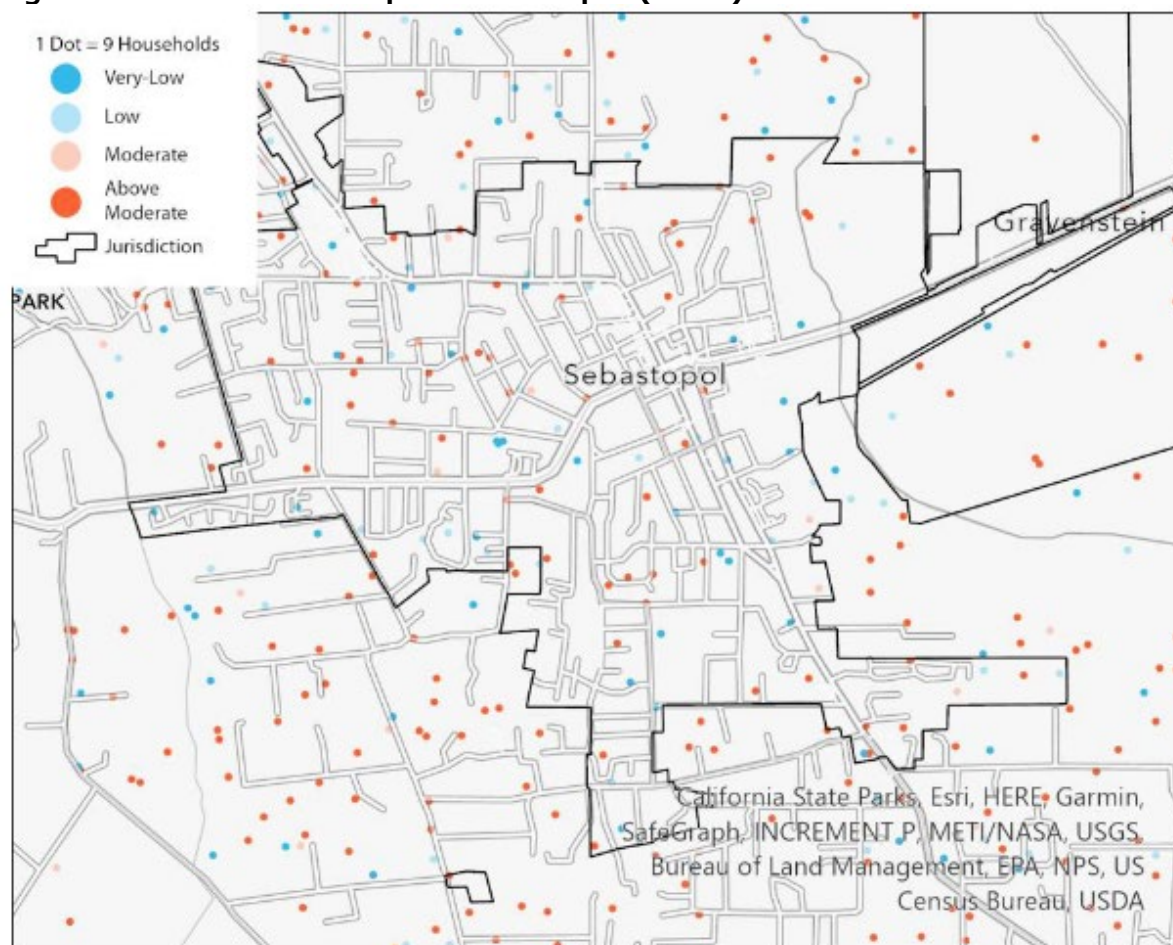 1 Dot = 9 Households
Very-Low
Low
Moderate
Above
Moderate
Jurisdiction
Gravenstein
PARK
Sebastopol
California State Parks, Esri, HERE, Garmin,
SafeGraph, INCREMENT P, METI/NASA, USGS,
Bureau of Land Management, EPA, NPS, US
Census Bureau, USDA